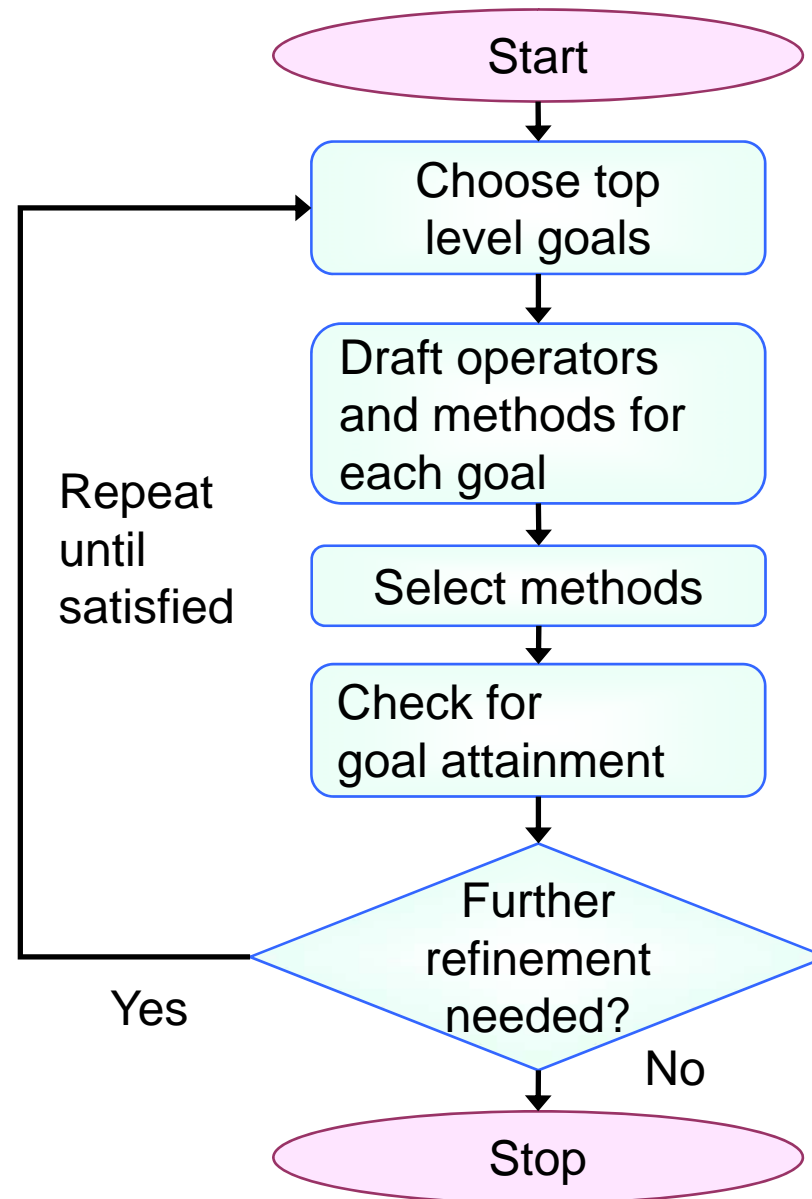 Start
Choose top
level goals
Draft operators
and methods for
each goal
Repeat
until
satisfied
Select methods
Check for
goal attainment
Further
refinement
needed?
Yes
No
Stop